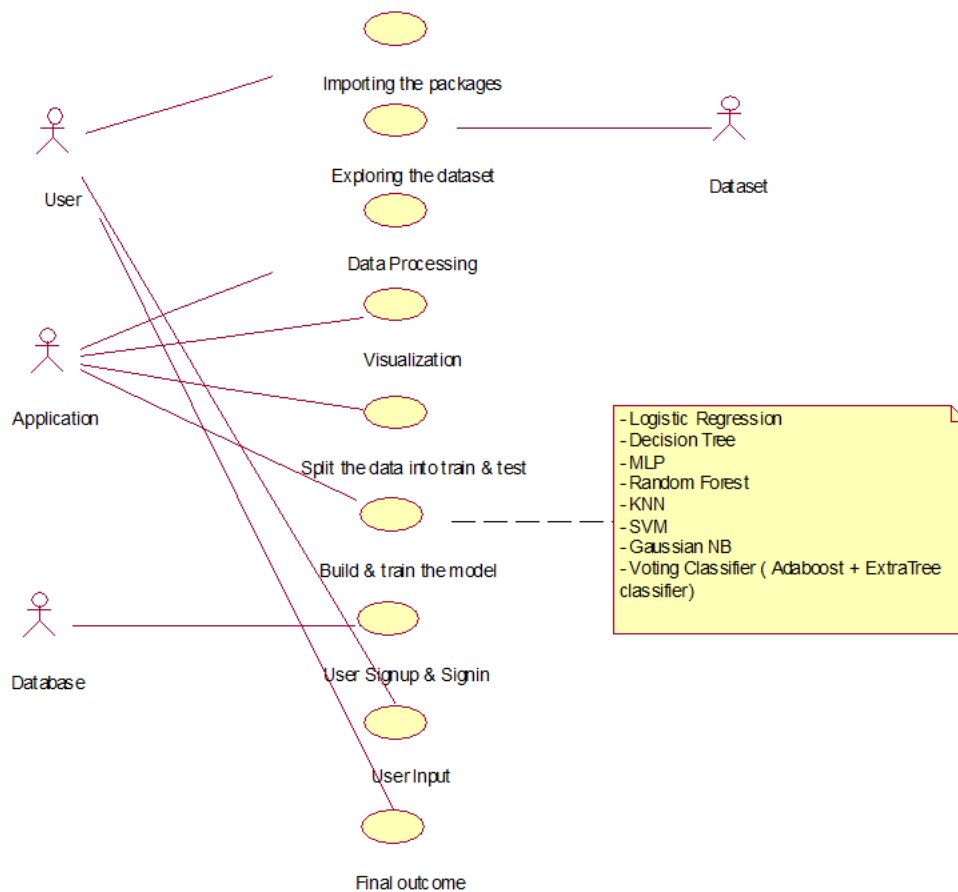 Importing the packages
User
Exploring the dataset
Dataset
Data Processing
Application
Visualization
Split the data into train & test
- Logistic Regression
- Decision Tree
- MLP
- Random Forest
- KNN
- SVM
- Gaussian NB
- Voting Classifier ( Adaboost + ExtraTree
classifier)
Build & train the model
Database
User Signup & Signin
User Input
Final outcome